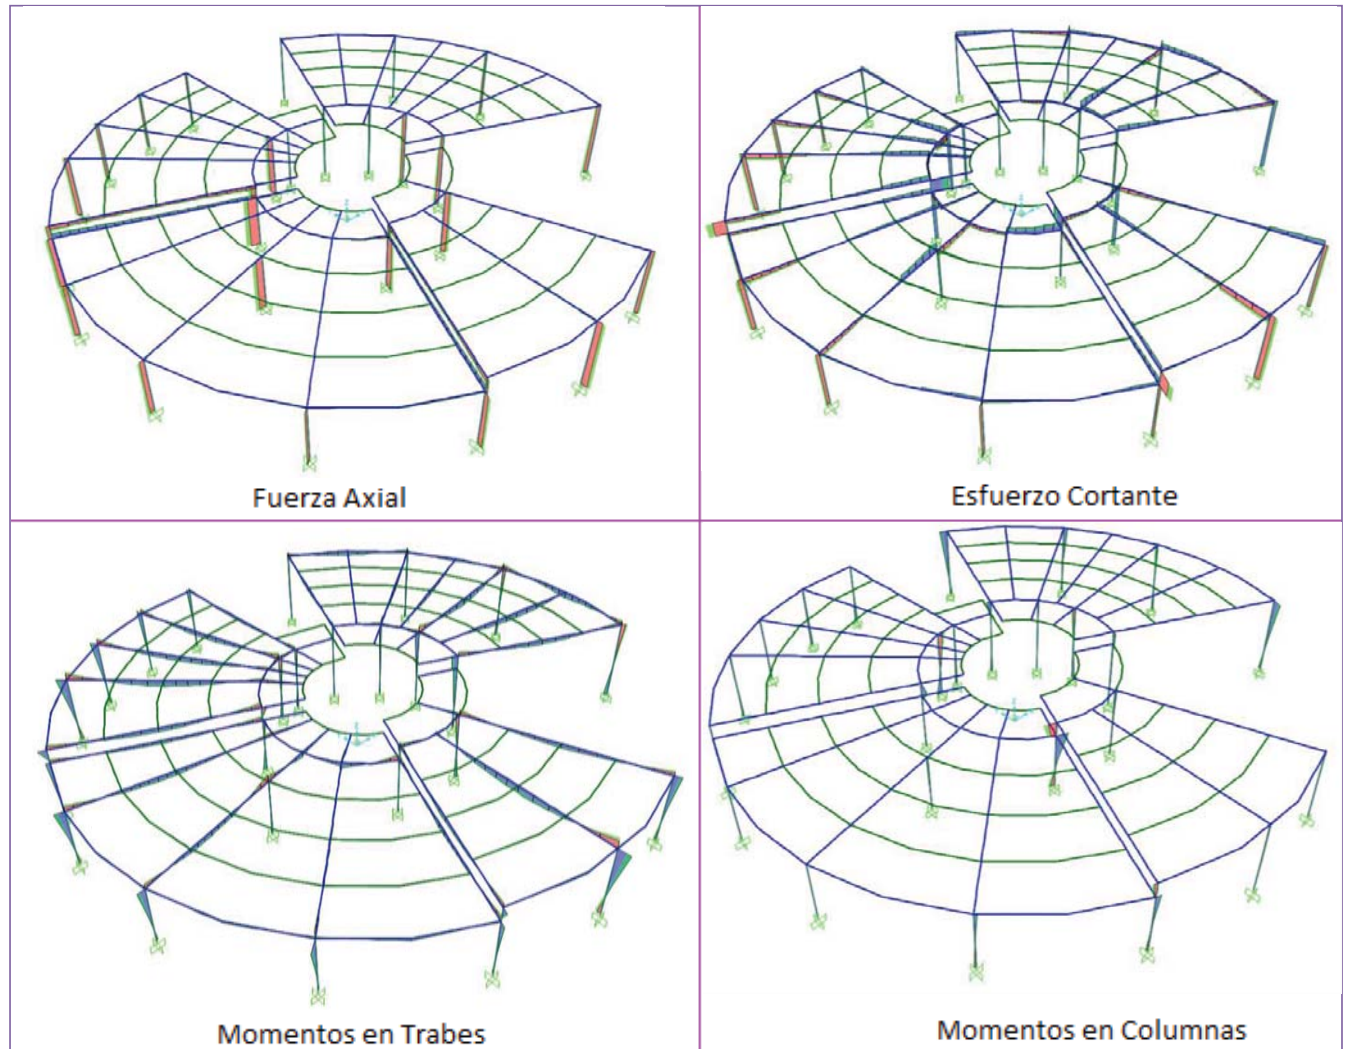 Fuerza Axial
Esfuerzo Cortante
Momentos en Trabes
Momentos en Columnas